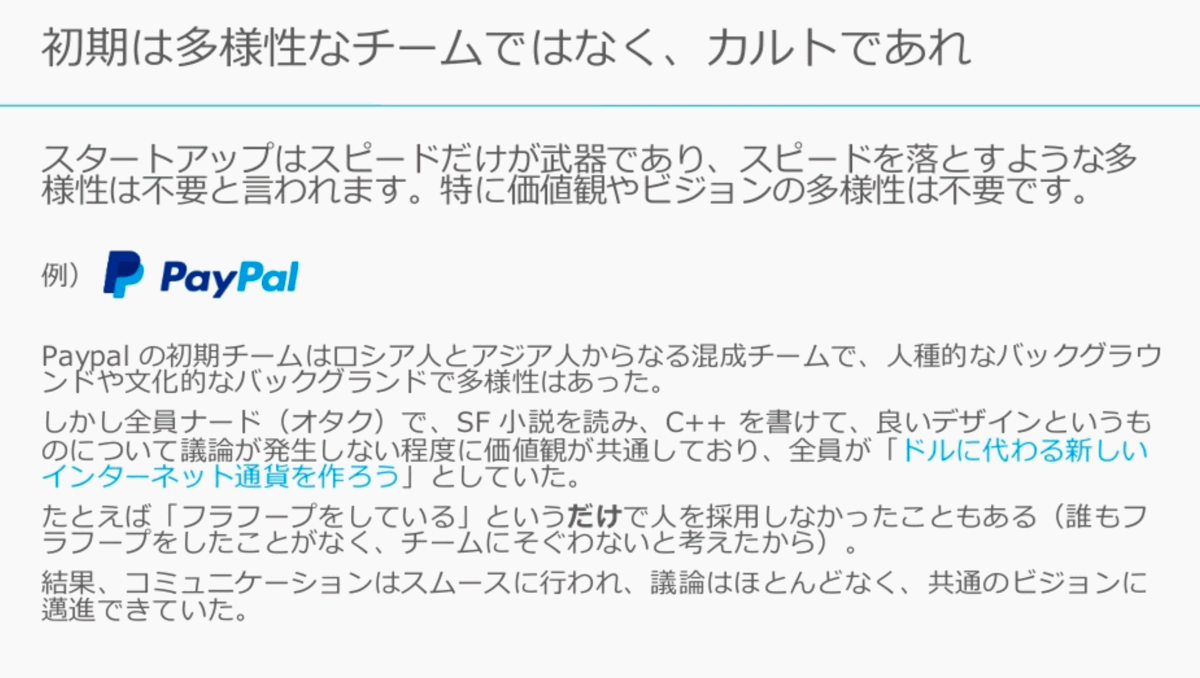 初期は多様性なチームではなく、カルトであれ
スタートアップはスピードだけが武器であり、スピードを落とすような多
様性は不要と言われます。特に価値観やビジョンの多様性は不要です。
例） PayPal
Paypal の初期チームはロシア人とアジア人からなる混成チームで、人種的なバックグラウ
ンドや文化的なバックグランドで多様性はあった。
しかし全員ナード（オタク）で、SF 小説を読み、C++ を書けて、良いデザインというも
のについて議論が発生しない程度に価値観が共通しており、全員が「ドルに代わる新しい
インターネット通貨を作ろう」としていた。
たとえば「フラフープをしている」というだけで人を採用しなかったこともある（誰もフ
ラフープをしたことがなく、チームにそぐわないと考えたから）。
結果、コミュニケーションはスムースに行われ、議論はほとんどなく、共通のビジョンに
邁進できていた。